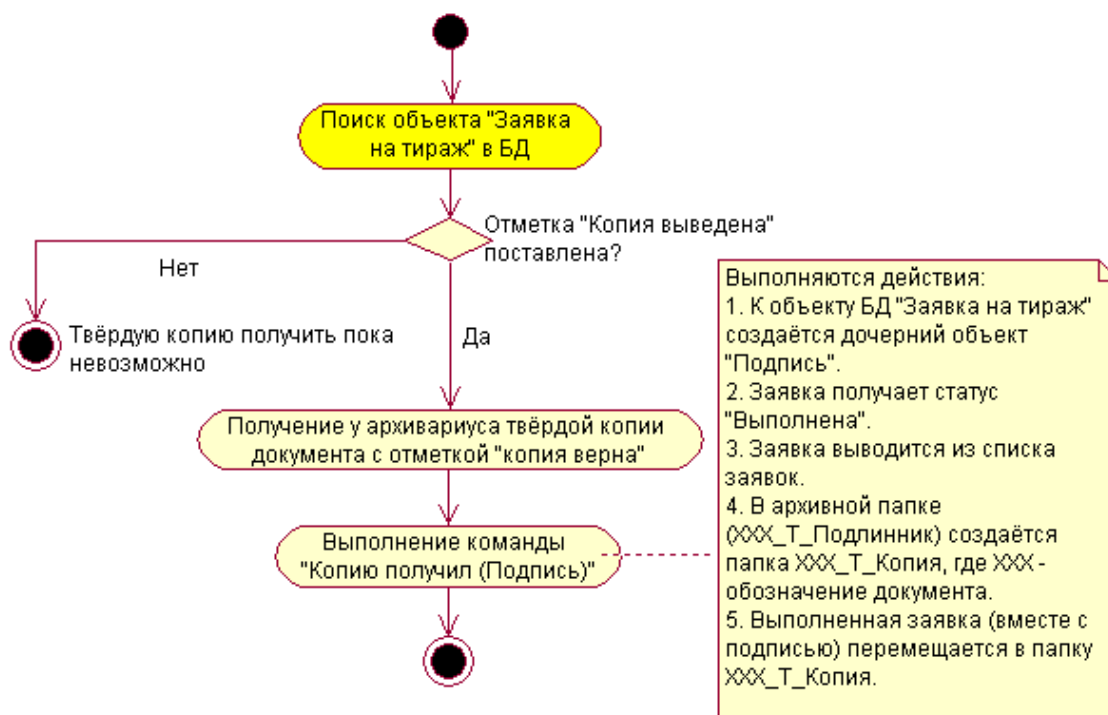 Поиск объекта "Заявка
на тираж" в БД
Отметка "Копия выведена"
поставлена?
Нет
Да
Твёрдую копию получить пока
невозможно
Получение у архивариуса твёрдой копии
документа с отметкой "копия верна"
Выполнение команды
"Копию получил (Подпись)"
Выполняются действия:
1. К объекту БД "Заявка на тираж"
создаётся дочерний объект
"Подпись".
2. Заявка получает статус
"Выполнена".
3. Заявка выводится из списка
заявок.
4. В архивной папке
(XXX_Т_Подлинник) создаётся
папка XXX_Т_Копия, где XXX -
обозначение документа.
5. Выполненная заявка (вместе с
подписью) перемещается в папку
XXX_Т_Копия.